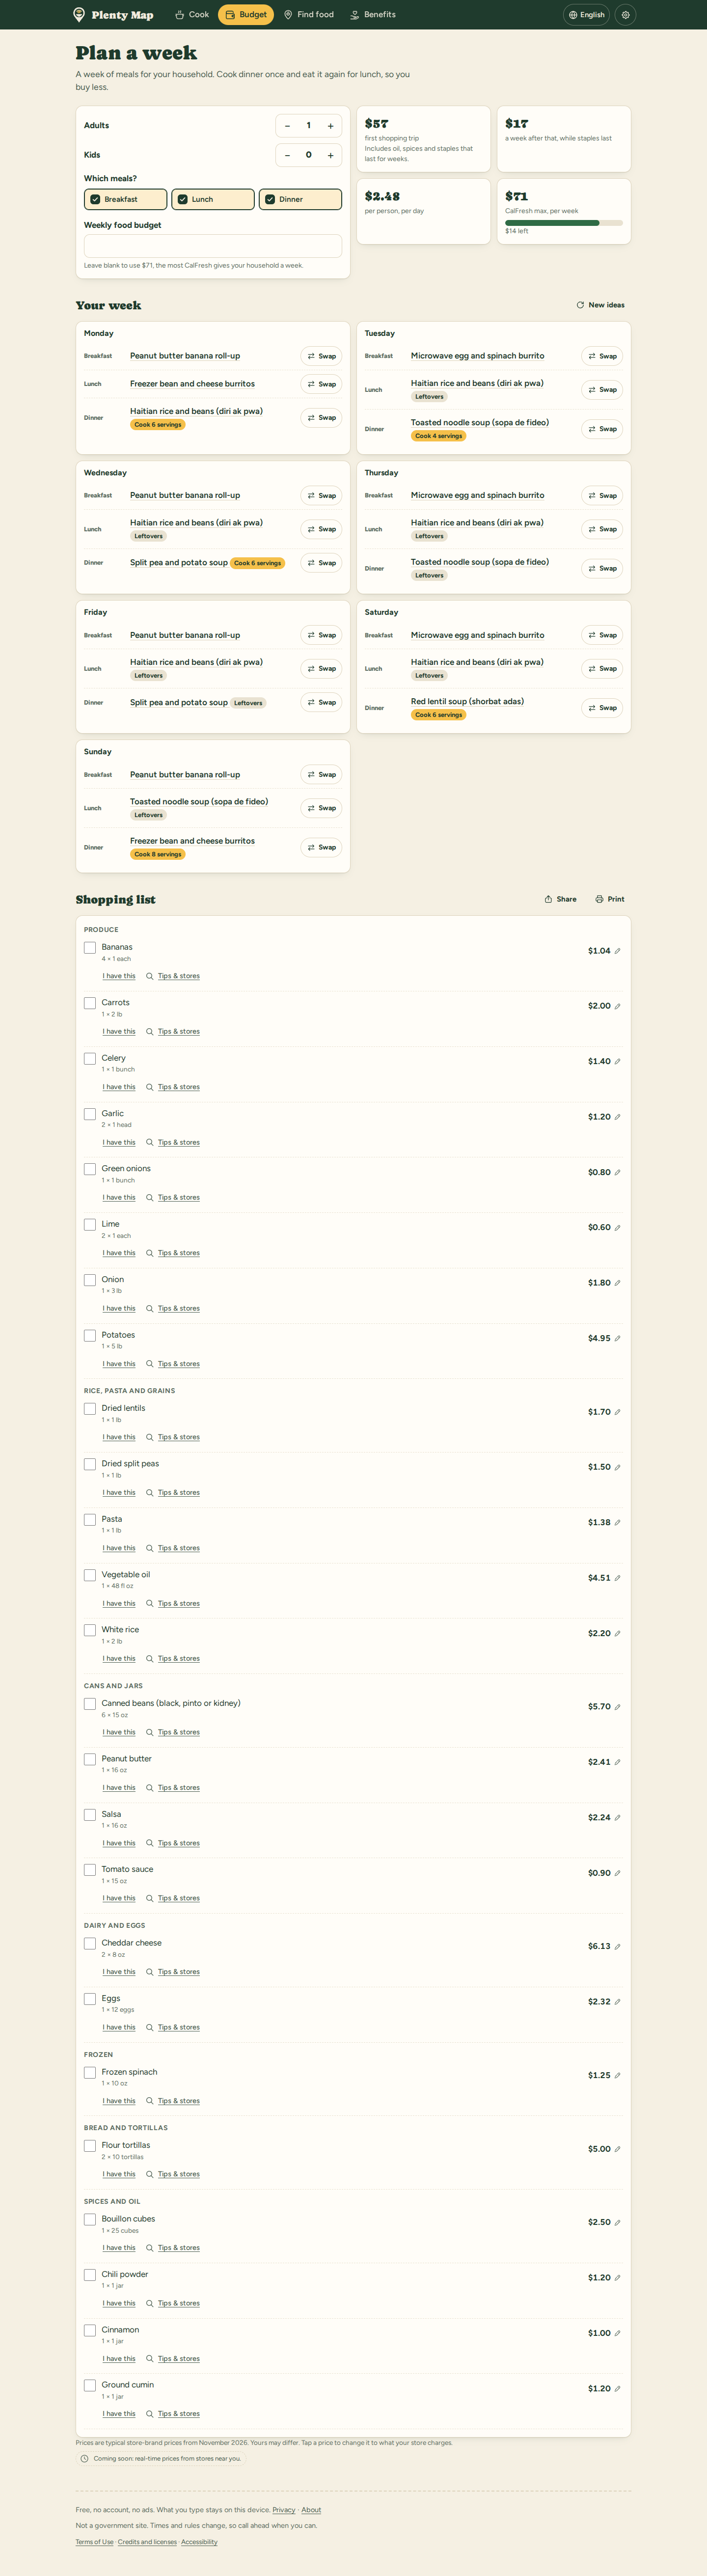 Plenty Map
Cook
Budget
Find food
Benefits
English
Plan a week
A week of meals for your household. Cook dinner once and eat it again for lunch, so you
buy less.
Adults
− 1 +
Kids
− 0 +
Which meals?
Breakfast
Lunch
Dinner
Weekly food budget
Leave blank to use $71, the most CalFresh gives your household a week.
$57
first shopping trip
Includes oil, spices and staples that
last for weeks.
$17
a week after that, while staples last
$2.48
per person, per day
$71
CalFresh max, per week
$14 left
Your week
New ideas
Monday
Breakfast
Peanut butter banana roll-up
Swap
Lunch
Freezer bean and cheese burritos
Swap
Dinner
Haitian rice and beans (diri ak pwa)
Cook 6 servings
Swap
Tuesday
Breakfast
Microwave egg and spinach burrito
Swap
Lunch
Haitian rice and beans (diri ak pwa)
Leftovers
Swap
Dinner
Toasted noodle soup (sopa de fideo)
Cook 4 servings
Swap
Wednesday
Breakfast
Peanut butter banana roll-up
Swap
Lunch
Haitian rice and beans (diri ak pwa)
Leftovers
Swap
Dinner
Split pea and potato soup Cook 6 servings
Swap
Thursday
Breakfast
Microwave egg and spinach burrito
Swap
Lunch
Haitian rice and beans (diri ak pwa)
Leftovers
Swap
Dinner
Toasted noodle soup (sopa de fideo)
Leftovers
Swap
Friday
Breakfast
Peanut butter banana roll-up
Swap
Lunch
Haitian rice and beans (diri ak pwa)
Leftovers
Swap
Dinner
Split pea and potato soup Leftovers
Swap
Saturday
Breakfast
Microwave egg and spinach burrito
Swap
Lunch
Haitian rice and beans (diri ak pwa)
Leftovers
Swap
Dinner
Red lentil soup (shorbat adas)
Cook 6 servings
Swap
Sunday
Breakfast
Peanut butter banana roll-up
Swap
Lunch
Toasted noodle soup (sopa de fideo)
Leftovers
Swap
Dinner
Freezer bean and cheese burritos
Cook 8 servings
Swap
Shopping list
Share
Print
PRODUCE
Bananas
$1.04
4 × 1 each
I have this
Tips & stores
Carrots
$2.00
1 × 2 lb
I have this
Tips & stores
Celery
$1.40
1 × 1 bunch
I have this
Tips & stores
Garlic
$1.20
2 × 1 head
I have this
Tips & stores
Green onions
$0.80
1 × 1 bunch
I have this
Tips & stores
Lime
$0.60
2 × 1 each
I have this
Tips & stores
Onion
$1.80
1 × 3 lb
I have this
Tips & stores
Potatoes
$4.95
1 × 5 lb
I have this
Tips & stores
RICE, PASTA AND GRAINS
Dried lentils
$1.70
1 × 1 lb
I have this
Tips & stores
Dried split peas
$1.50
1 × 1 lb
I have this
Tips & stores
Pasta
$1.38
1 × 1 lb
I have this
Tips & stores
Vegetable oil
$4.51
1 × 48 fl oz
I have this
Tips & stores
White rice
$2.20
1 × 2 lb
I have this
Tips & stores
CANS AND JARS
Canned beans (black, pinto or kidney)
$5.70
6 × 15 oz
I have this
Tips & stores
Peanut butter
$2.41
1 × 16 oz
I have this
Tips & stores
Salsa
$2.24
1 × 16 oz
I have this
Tips & stores
Tomato sauce
$0.90
1 × 15 oz
I have this
Tips & stores
DAIRY AND EGGS
Cheddar cheese
$6.13
2 × 8 oz
I have this
Tips & stores
Eggs
$2.32
1 × 12 eggs
I have this
Tips & stores
FROZEN
Frozen spinach
$1.25
1 × 10 oz
I have this
Tips & stores
BREAD AND TORTILLAS
Flour tortillas
$5.00
2 × 10 tortillas
I have this
Tips & stores
SPICES AND OIL
Bouillon cubes
$2.50
1 × 25 cubes
I have this
Tips & stores
Chili powder
$1.20
1 × 1 jar
I have this
Tips & stores
Cinnamon
$1.00
1 × 1 jar
I have this
Tips & stores
Ground cumin
$1.20
1 × 1 jar
I have this
Tips & stores
Prices are typical store-brand prices from November 2026. Yours may differ. Tap a price to change it to what your store charges.
Coming soon: real-time prices from stores near you.
Free, no account, no ads. What you type stays on this device. Privacy · About
Not a government site. Times and rules change, so call ahead when you can.
Terms of Use · Credits and licenses · Accessibility